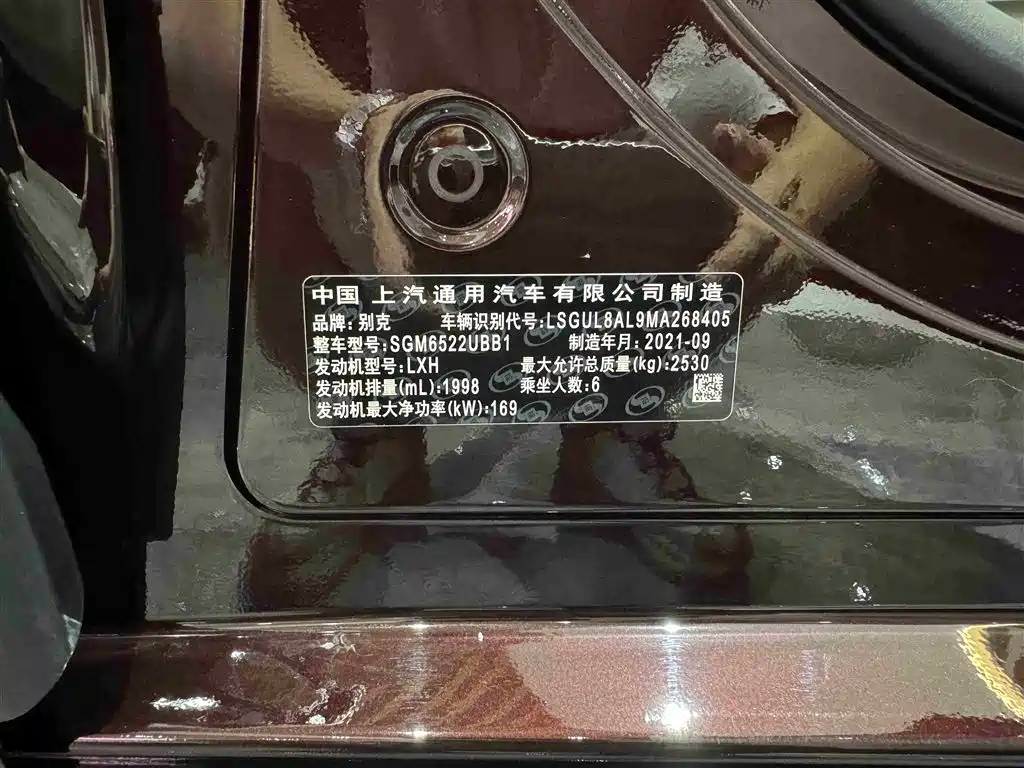 中国 上汽通用汽车有限公司制造
品牌:别克 车辆识别代号:LSGUL8AL9MA268405
整车型号:SGM6522UBB1 制造年月:2021-09
发动机型号:LXH 最大允许总质量(kg):2530
发动机排量(mL):1998 乘坐人数:6
发动机最大净功率(kW):169